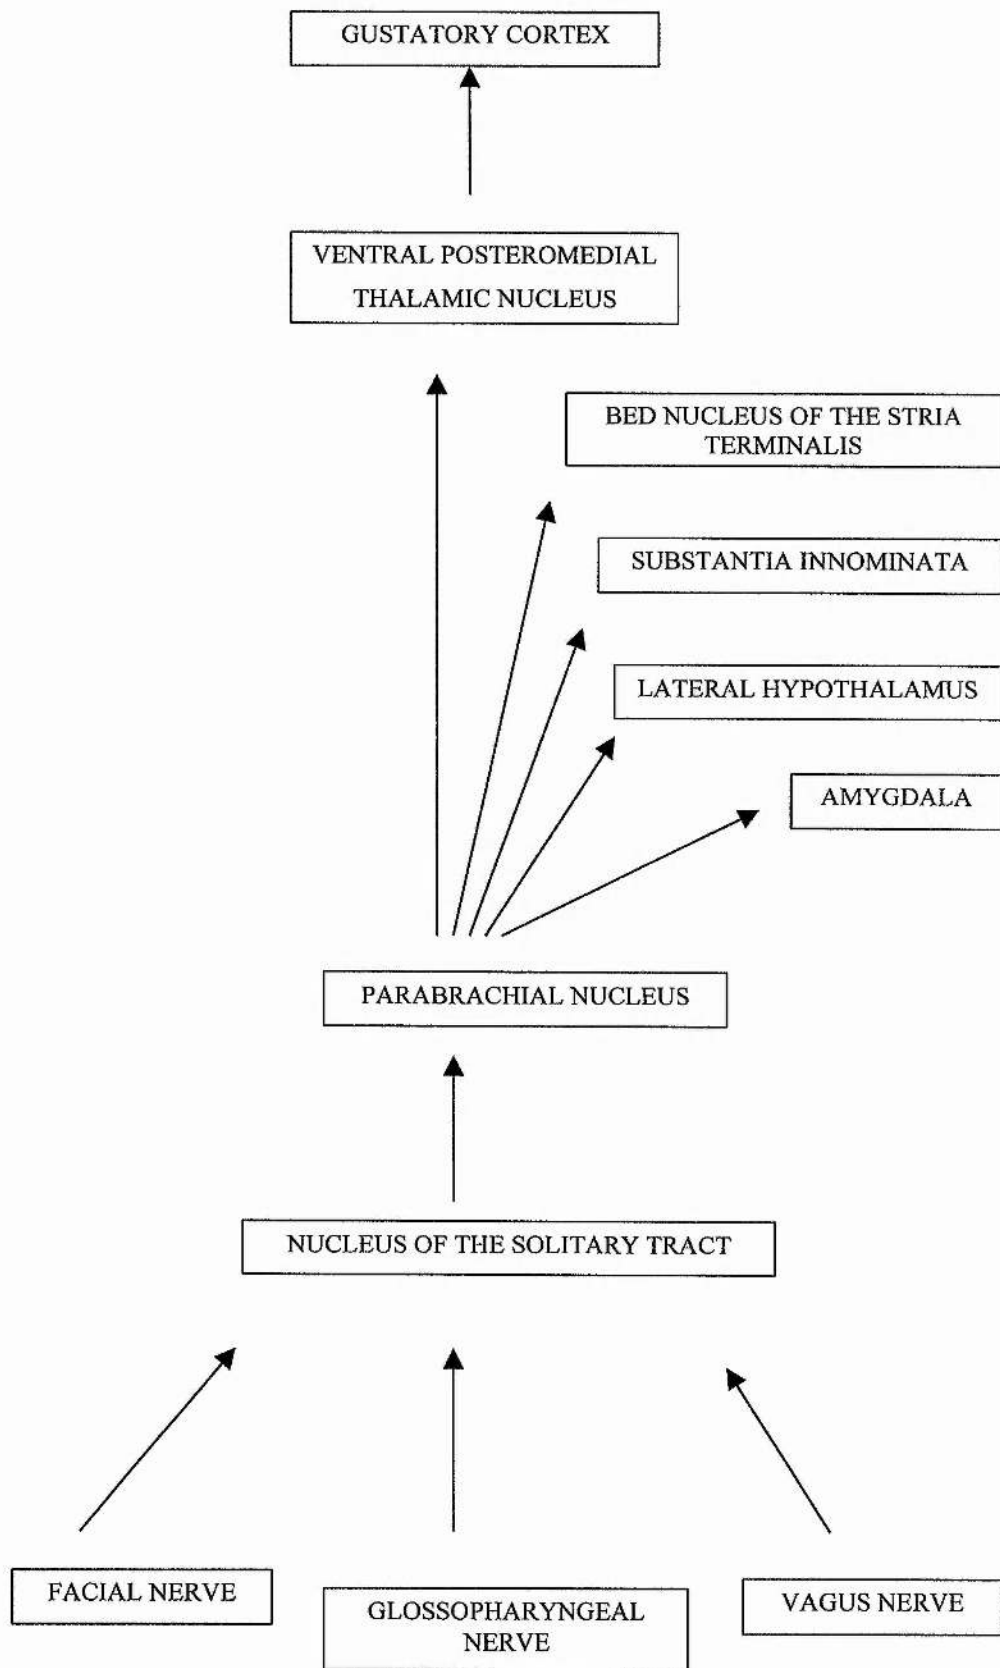 GUSTATORY CORTEX
VENTRAL POSTEROMEDIAL
THALAMIC NUCLEUS
BED NUCLEUS OF THE STRIA
TERMINALIS
SUBSTANTIA INNOMINATA
LATERAL HYPOTHALAMUS
AMYGDALA
PARABRACHIAL NUCLEUS
NUCLEUS OF THE SOLITARY TRACT
FACIAL NERVE
GLOSSOPHARYNGEAL
NERVE
VAGUS NERVE